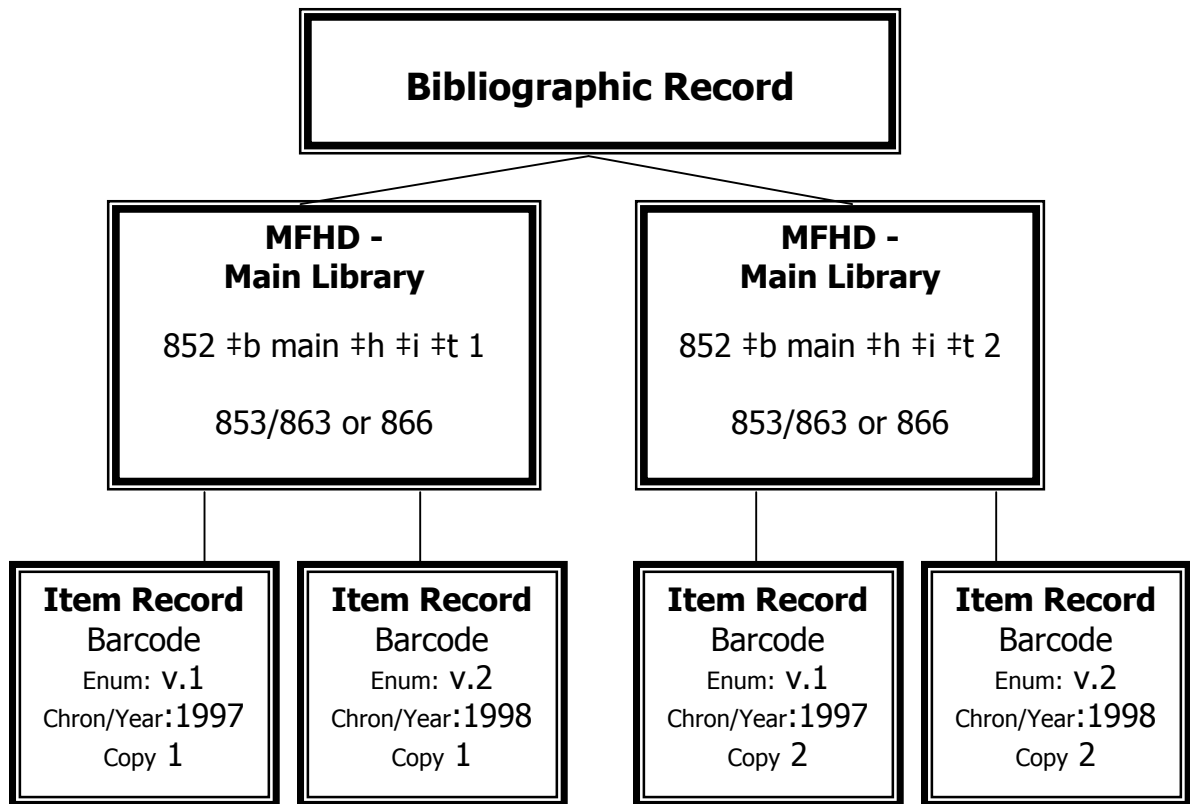 Bibliographic Record
MFHD -
Main Library
852 ‡b main ‡h ‡i ‡t 1
853/863 or 866
MFHD -
Main Library
852 ‡b main ‡h ‡i ‡t 2
853/863 or 866
Item Record
Barcode
Enum: v.1
Chron/Year:1997
Copy 1
Item Record
Barcode
Enum: v.2
Chron/Year:1998
Copy 1
Item Record
Barcode
Enum: v.1
Chron/Year:1997
Copy 2
Item Record
Barcode
Enum: v.2
Chron/Year:1998
Copy 2